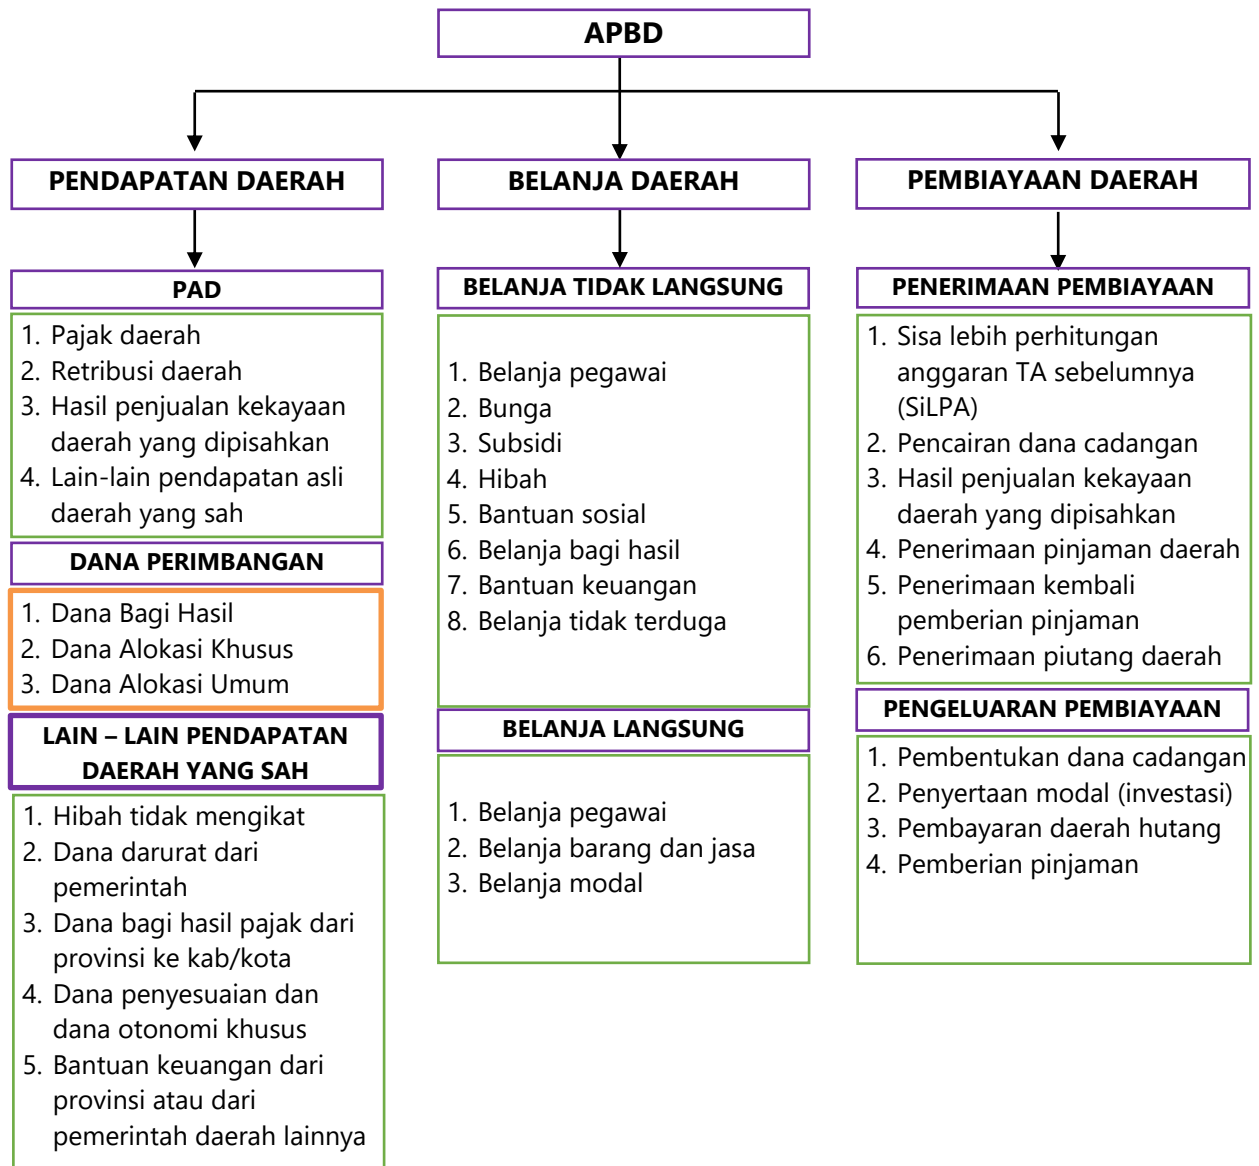 APBD
PENDAPATAN DAERAH
PAD
1. Pajak daerah
2. Retribusi daerah
3. Hasil penjualan kekayaan
daerah yang dipisahkan
4. Lain-lain pendapatan asli
daerah yang sah
DANA PERIMBANGAN
1. Dana Bagi Hasil
2. Dana Alokasi Khusus
3. Dana Alokasi Umum
LAIN – LAIN PENDAPATAN
DAERAH YANG SAH
1. Hibah tidak mengikat
2. Dana darurat dari
pemerintah
3. Dana bagi hasil pajak dari
provinsi ke kab/kota
4. Dana penyesuaian dan
dana otonomi khusus
5. Bantuan keuangan dari
provinsi atau dari
pemerintah daerah lainnya
BELANJA DAERAH
BELANJA TIDAK LANGSUNG
1. Belanja pegawai
2. Bunga
3. Subsidi
4. Hibah
5. Bantuan sosial
6. Belanja bagi hasil
7. Bantuan keuangan
8. Belanja tidak terduga
BELANJA LANGSUNG
1. Belanja pegawai
2. Belanja barang dan jasa
3. Belanja modal
PEMBIAYAAN DAERAH
PENERIMAAN PEMBIAYAAN
1. Sisa lebih perhitungan
anggaran TA sebelumnya
(SiLPA)
2. Pencairan dana cadangan
3. Hasil penjualan kekayaan
daerah yang dipisahkan
4. Penerimaan pinjaman daerah
5. Penerimaan kembali
pemberian pinjaman
6. Penerimaan piutang daerah
PENGELUARAN PEMBIAYAAN
1. Pembentukan dana cadangan
2. Penyertaan modal (investasi)
3. Pembayaran daerah hutang
4. Pemberian pinjaman